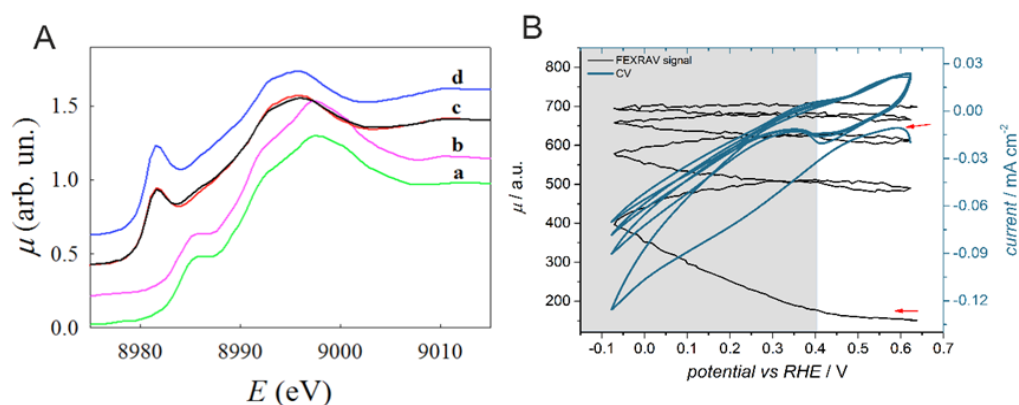 A
μ (arb. un.)
1.5
1.0
0.5
0.0
d
c
b
a
8980 8990 9000 9010
E (eV)
B
FEXRAV signal
CV
μ / a.u.
800
700
600
500
400
300
200
0.03
0.00
-0.03
-0.06
-0.09
-0.12
current / mA cm⁻²
-0.1 0.0 0.1 0.2 0.3 0.4 0.5 0.6 0.7
potential vs RHE / V